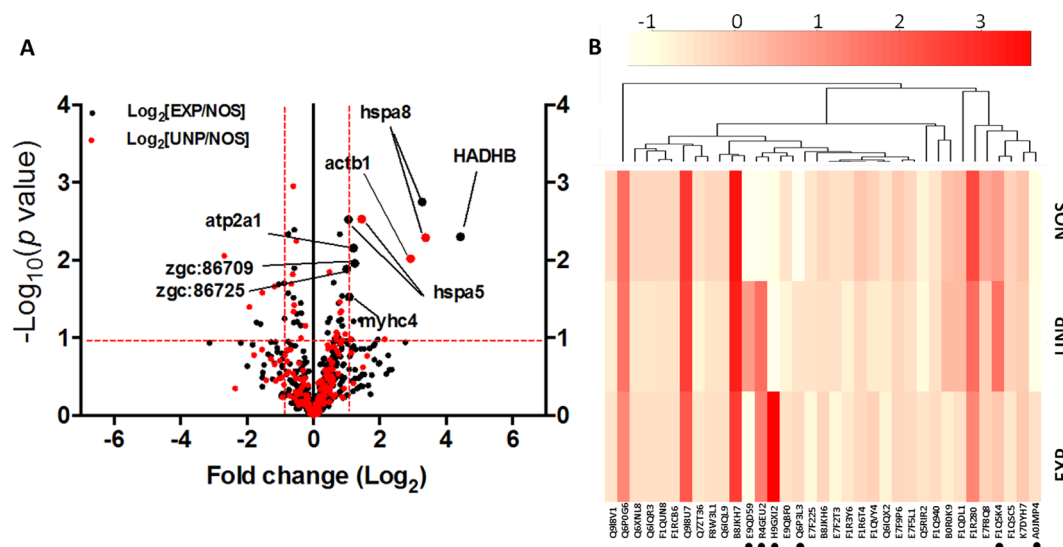 A
Log2[EXP/NOS]
Log2[UNP/NOS]
hspa8
HADHB
actb1
atp2a1
zgc:86709
zgc:86725
hspa5
myhc4
-Log10(p value)
4
3
2
1
0
-6 -4 -2 0 2 4 6
Fold change (Log2)
B
-1 0 1 2 3
NOS
UNP
EXP
Q98SV1
Q6P0G6
Q6XNL8
Q6IQR3
F1QUN8
F1RCB6
Q9I8U7
Q7ZT36
F8W3L1
Q6IQL9
B8JKH7
E9QD59
R4GEU2
H9GXI2
E9QBF0
Q6P3L3
E7F225
B8JKH6
E7F2T3
F1R3Y6
F1R6T4
F1QVY4
Q6IQX2
E7F9P6
E7F5L1
Q5RIR2
F1Q940
B0R0K9
F1QDL1
F1R280
E7F8Q8
F1Q5K4
F1QSC5
K7DYH7
A0JMP4